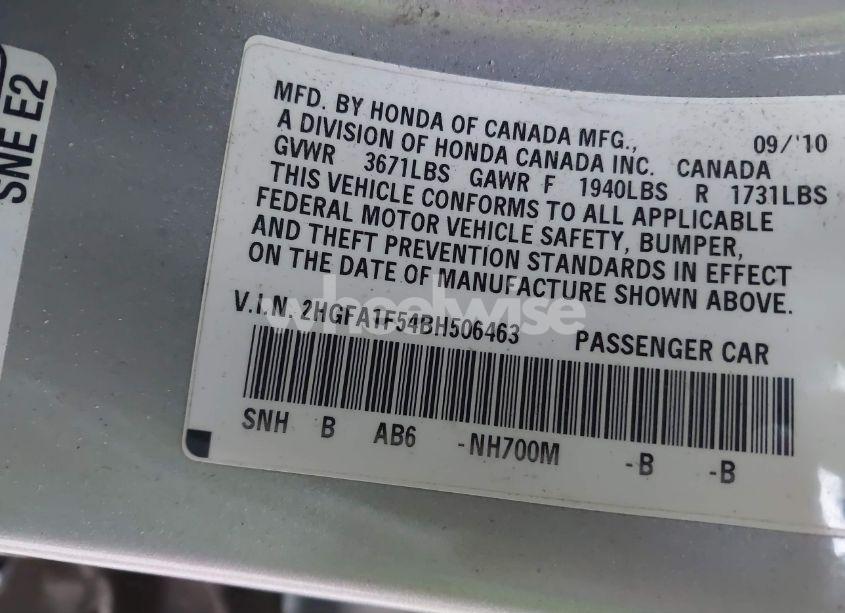 SNE E2
MFD. BY HONDA OF CANADA MFG., 09/'10
A DIVISION OF HONDA CANADA INC. CANADA
GVWR 3671LBS GAWR F 1940LBS R 1731LBS
THIS VEHICLE CONFORMS TO ALL APPLICABLE
FEDERAL MOTOR VEHICLE SAFETY, BUMPER,
AND THEFT PREVENTION STANDARDS IN EFFECT
ON THE DATE OF MANUFACTURE SHOWN ABOVE.
wheelwise
V.I.N. 2HGFA1F54BH506463 PASSENGER CAR
SNH B AB6 -NH700M -B -B